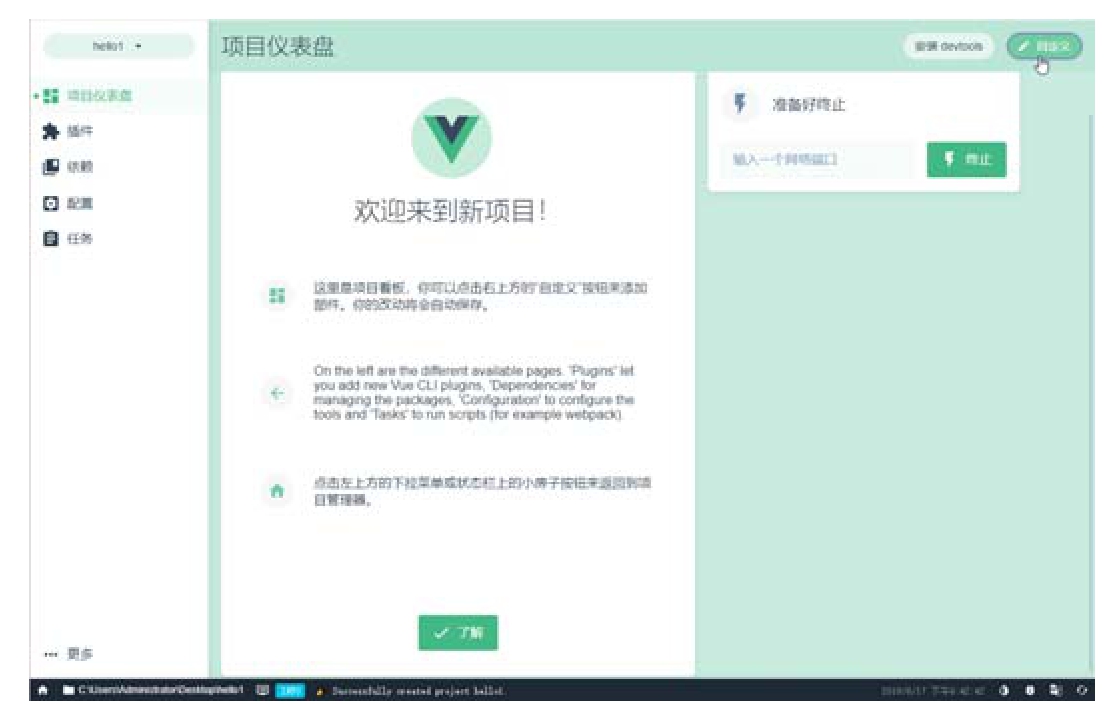 hello1
项目仪表盘
安装 devtools
自定义
项目仪表盘
插件
依赖
配置
任务
更多
欢迎来到新项目！
这里是项目看板，你可以点击右上方的“自定义”按钮来添加
部件。你的改动将会自动保存。
On the left are the different available pages. 'Plugins' let
you add new Vue CLI plugins, 'Dependencies' for
managing the packages, 'Configuration' to configure the
tools and 'Tasks' to run scripts (for example webpack).
点击左上方的下拉菜单或状态栏上的小房子按钮来返回到项
目管理器。
了解
准备好终止
输入一个网络端口
终止
C:\Users\Administrator\Desktop\hello1
Successfully created project hello1.